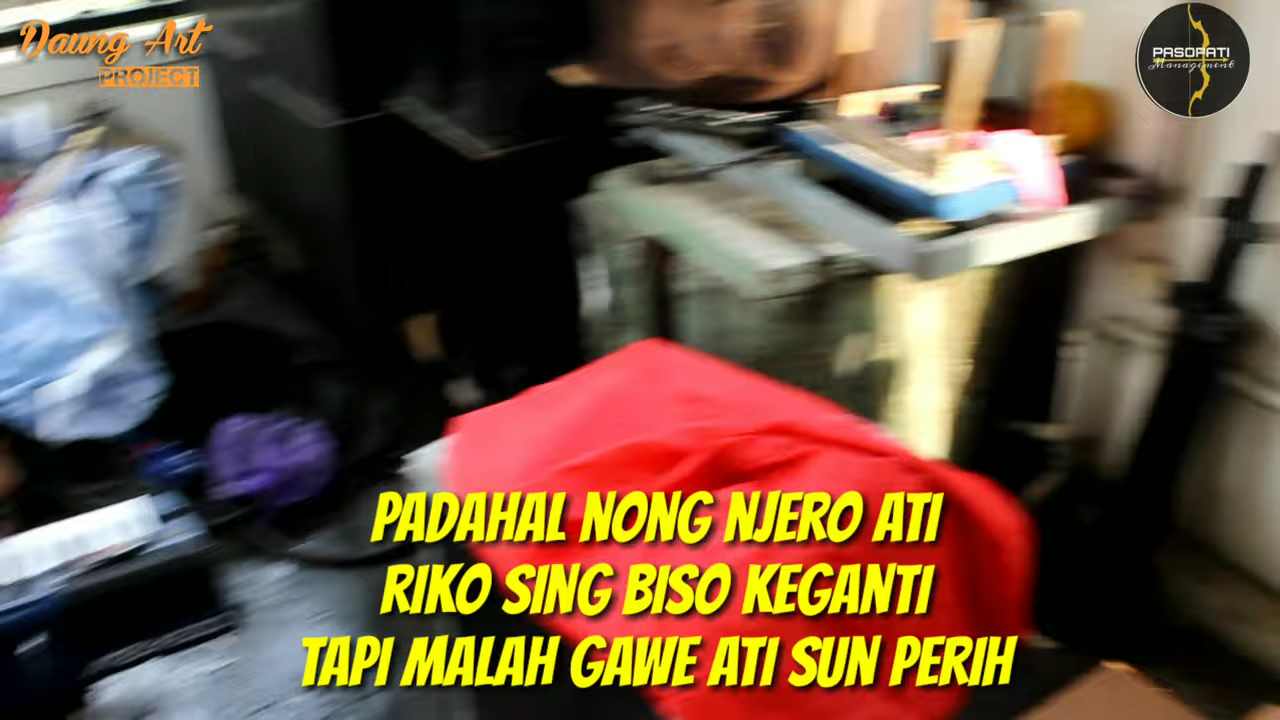 Daung Art
PROJECT
PASOPATI
Management
PADAHAL NONG NJERO ATI
RIKO SING BISO KEGANTI
TAPI MALAH GAWE ATI SUN PERIH